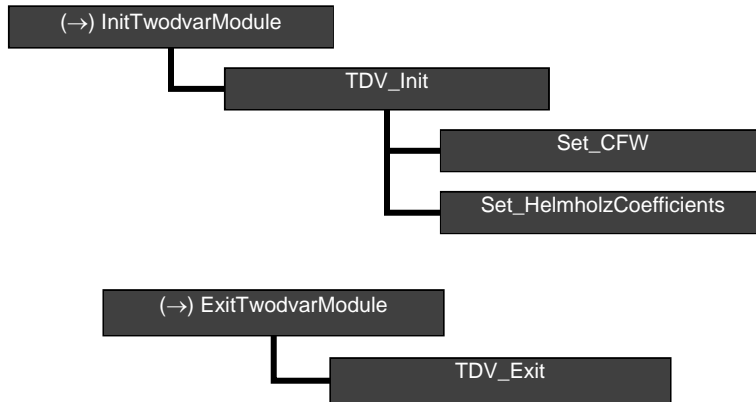 (→) InitTwodvarModule
TDV_Init
Set_CFW
Set_HelmholzCoefficients
(→) ExitTwodvarModule
TDV_Exit